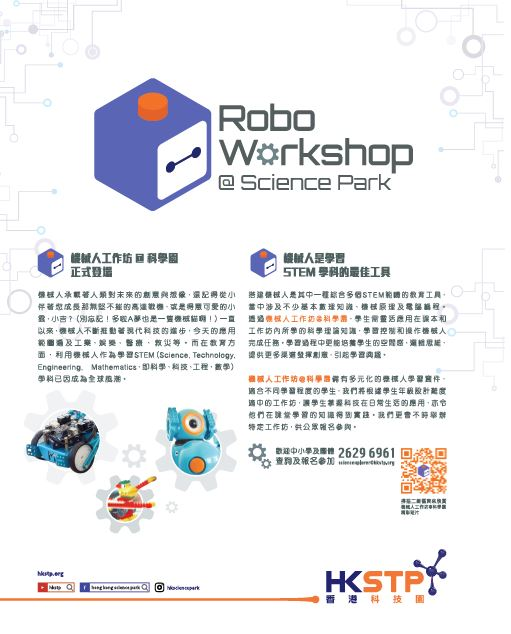 Robo
Workshop
@ Science Park
機械人工作坊 @ 科學園
正式登場
機械人承載著人類對未來的創意與想像，還記得從小
伴著您成長那無堅不摧的高達戰機、或是得意可愛的小
雲、小吉？（別忘記！多啦A夢也是一隻機械貓啊！）一直
以來，機械人不斷推動著現代科技的進步，今天的應用
範圍遍及工業、娛樂、醫療、救災等。而在教育方
面，利用機械人作為學習STEM (Science, Technology,
Engineering, Mathematics，即科學、科技、工程、數學)
學科已因成為全球風潮。
機械人是學習
STEM 學科的最佳工具
搭建機械人是其中一種綜合多個STEM範疇的教育工具，
當中涉及不少基本數理知識、機械原理及電腦編程。
透過機械人工作坊@科學園，學生需靈活應用在課本和
工作坊內所學的科學理論知識，學習控制和操作機械人
完成任務。學習過程中更能培養學生的空間感、邏輯思維，
提供更多渠道發揮創意、引起學習興趣。
機械人工作坊@科學園備有多元化的機械人學習套件，
適合不同學習程度的學生，我們將根據學生年級設計難度
適中的工作坊，讓學生掌握科技在日常生活的應用，亦令
他們在課堂學習的知識得到實踐。我們更會不時舉辦
特定工作坊，供公眾報名參與。
歡迎中小學及團體
查詢及報名參加
2629 6961
scienceexplorer@hkstp.org
掃描二維碼與祝放園
機械人工作坊@科學園
精彩短片
hkstp.org
hkstp
hong kong science park
hksciencepark
HKSTP
香港科技園